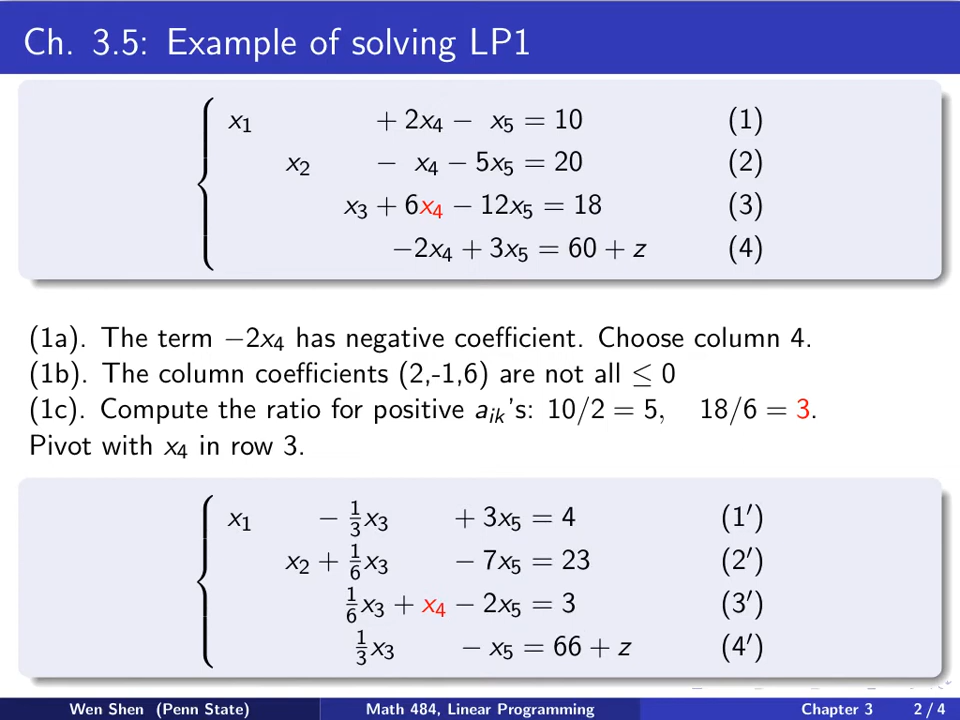 Ch. 3.5: Example of solving LP1
x₁ + 2x₄ − x₅ = 10 (1)
x₂ − x₄ − 5x₅ = 20 (2)
x₃ + 6x₄ − 12x₅ = 18 (3)
−2x₄ + 3x₅ = 60 + z (4)
(1a). The term −2x₄ has negative coefficient. Choose column 4.
(1b). The column coefficients (2,-1,6) are not all ≤ 0
(1c). Compute the ratio for positive aᵢₖ's: 10/2 = 5, 18/6 = 3.
Pivot with x₄ in row 3.
x₁ − 1/3x₃ + 3x₅ = 4 (1′)
x₂ + 1/6x₃ − 7x₅ = 23 (2′)
1/6x₃ + x₄ − 2x₅ = 3 (3′)
1/3x₃ − x₅ = 66 + z (4′)
Wen Shen (Penn State) Math 484, Linear Programming Chapter 3 2 / 4